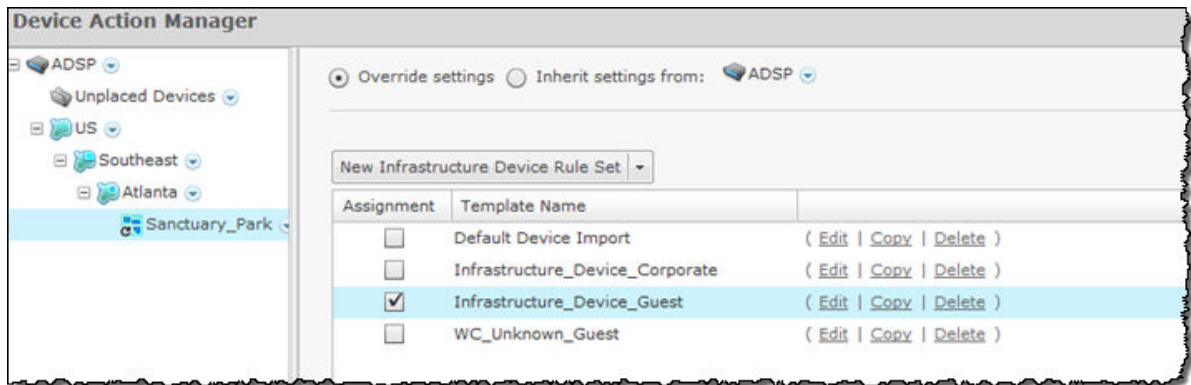 Device Action Manager
ADSP
Unplaced Devices
US
Southeast
Atlanta
Sanctuary_Park
Override settings Inherit settings from: ADSP
New Infrastructure Device Rule Set
Assignment Template Name
Default Device Import ( Edit | Copy | Delete )
Infrastructure_Device_Corporate ( Edit | Copy | Delete )
Infrastructure_Device_Guest ( Edit | Copy | Delete )
WC_Unknown_Guest ( Edit | Copy | Delete )